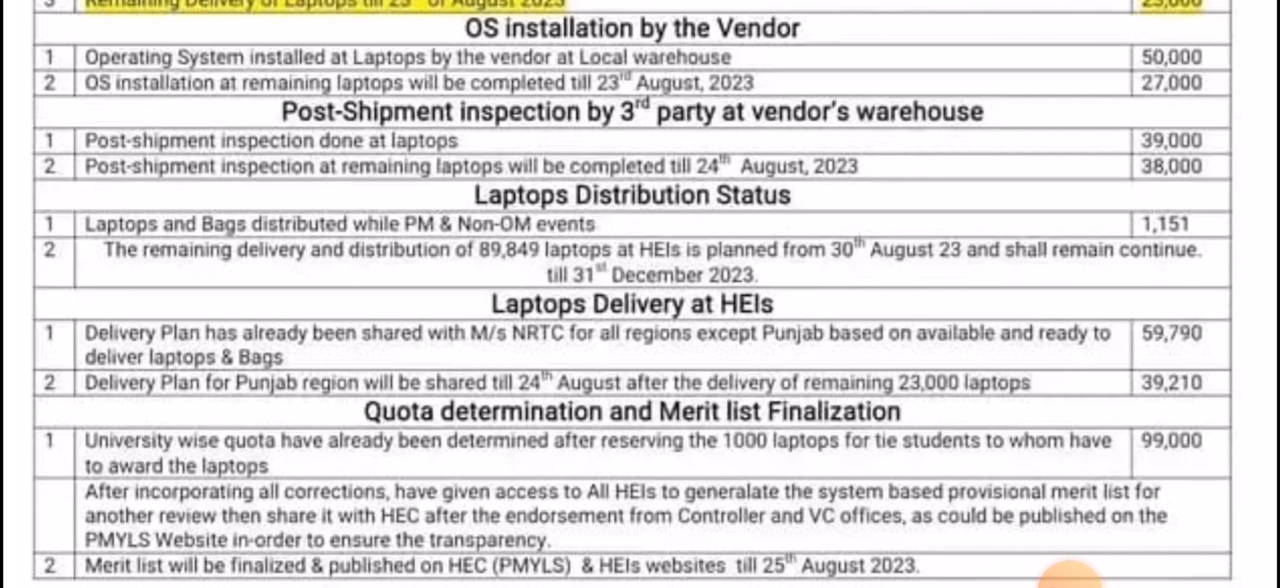 3 Remaining Delivery of Laptops till 23rd of August 2023 23,000
OS installation by the Vendor
1 Operating System installed at Laptops by the vendor at Local warehouse 50,000
2 OS installation at remaining laptops will be completed till 23rd August, 2023 27,000
Post-Shipment inspection by 3rd party at vendor's warehouse
1 Post-shipment inspection done at laptops 39,000
2 Post-shipment inspection at remaining laptops will be completed till 24th August, 2023 38,000
Laptops Distribution Status
1 Laptops and Bags distributed while PM & Non-OM events 1,151
2 The remaining delivery and distribution of 89,849 laptops at HEIs is planned from 30th August 23 and shall remain continue.
till 31st December 2023.
Laptops Delivery at HEIs
1 Delivery Plan has already been shared with M/s NRTC for all regions except Punjab based on available and ready to 59,790
deliver laptops & Bags
2 Delivery Plan for Punjab region will be shared till 24th August after the delivery of remaining 23,000 laptops 39,210
Quota determination and Merit list Finalization
1 University wise quota have already been determined after reserving the 1000 laptops for tie students to whom have 99,000
to award the laptops
After incorporating all corrections, have given access to All HEIs to generalate the system based provisional merit list for
another review then share it with HEC after the endorsement from Controller and VC offices, as could be published on the
PMYLS Website in-order to ensure the transparency.
2 Merit list will be finalized & published on HEC (PMYLS) & HEIs websites till 25th August 2023.